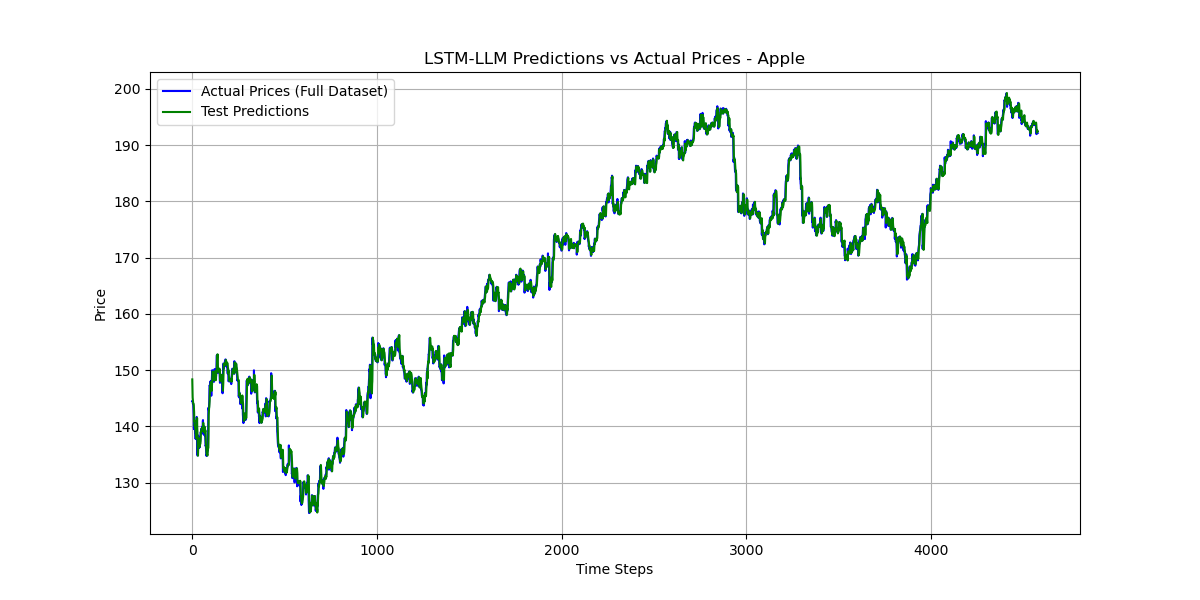 LSTM-LLM Predictions vs Actual Prices - Apple
Actual Prices (Full Dataset)
Test Predictions
200
190
180
170
160
150
140
130
Price
0 1000 2000 3000 4000
Time Steps